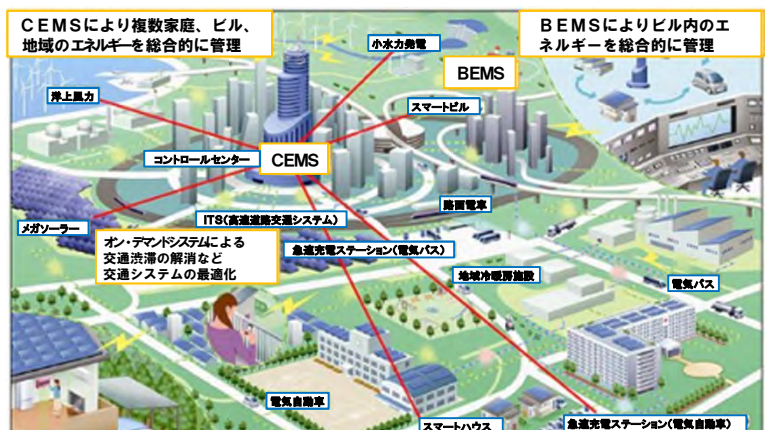 CEMSにより複数家庭、ビル、
地域のエネルギーを総合的に管理
BEMSによりビル内のエ
ネルギーを総合的に管理
小水力発電
BEMS
洋上風力
スマートビル
コントロールセンター
CEMS
路面電車
ITS(高速道路交通システム)
メガソーラー
オン・デマンドシステムによる
交通渋滞の解消など
交通システムの最適化
急速充電ステーション(電気バス)
地域冷暖房施設
電気バス
電気自動車
スマートハウス
急速充電ステーション(電気自動車)